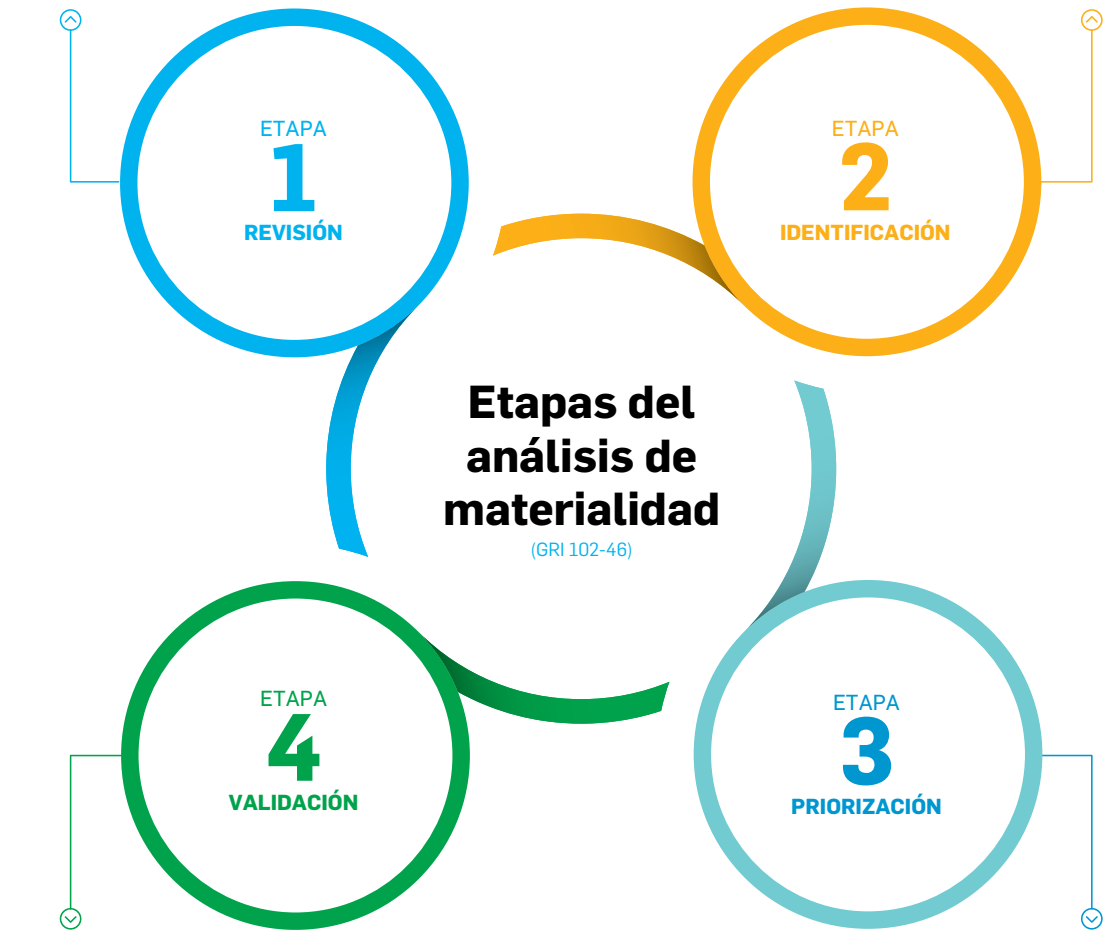 ETAPA
1
REVISIÓN
ETAPA
2
IDENTIFICACIÓN
Etapas del
análisis de
materialidad
(GRI 102-46)
ETAPA
4
VALIDACIÓN
ETAPA
3
PRIORIZACIÓN